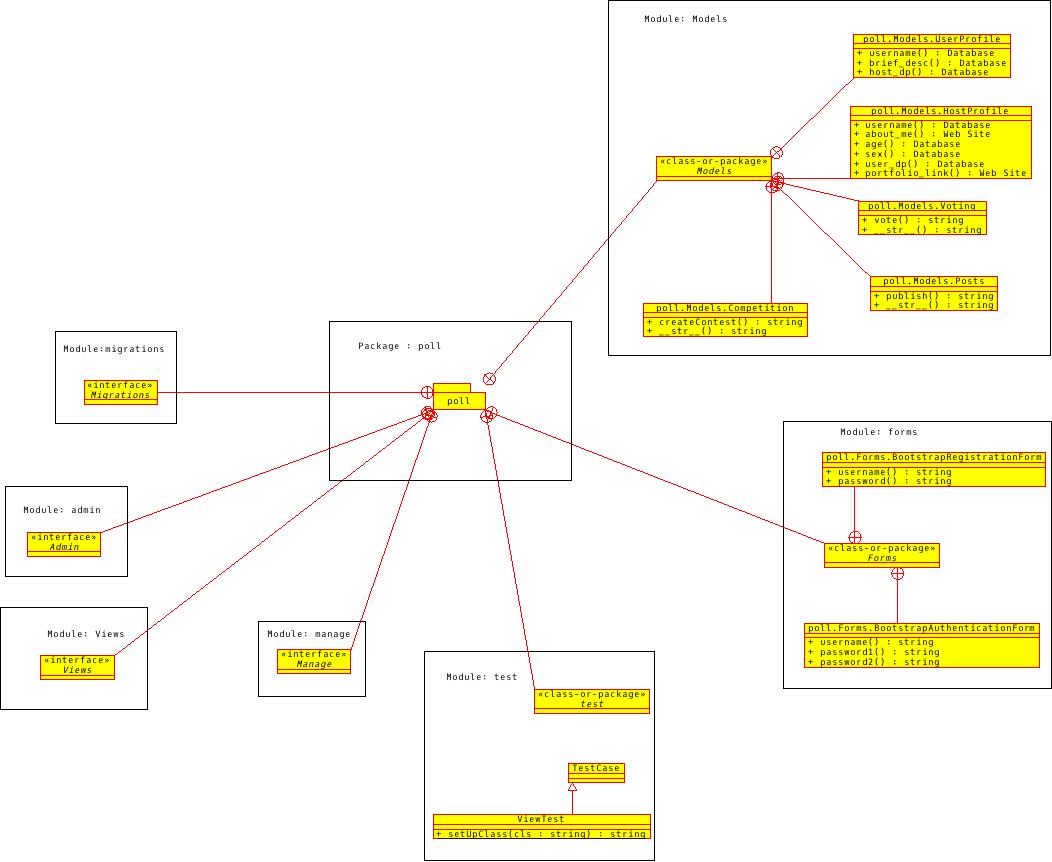 Module: Models
poll.Models.UserProfile
+ username() : Database
+ brief_desc() : Database
+ host_dp() : Database
poll.Models.HostProfile
+ username() : Database
+ about_me() : Web Site
+ age() : Database
+ sex() : Database
+ user_dp() : Database
+ portfolio_link() : Web Site
«class-or-package»
Models
poll.Models.Voting
+ vote() : string
+ __str__() : string
poll.Models.Posts
+ publish() : string
+ __str__() : string
poll.Models.Competition
+ createContest() : string
+ __str__() : string
Module:migrations
«interface»
Migrations
Package : poll
poll
Module: forms
poll.Forms.BootstrapRegistrationForm
+ username() : string
+ password() : string
«class-or-package»
Forms
poll.Forms.BootstrapAuthenticationForm
+ username() : string
+ password1() : string
+ password2() : string
Module: admin
«interface»
Admin
Module: Views
«interface»
Views
Module: manage
«interface»
Manage
Module: test
«class-or-package»
test
TestCase
ViewTest
+ setUpClass(cls : string) : string